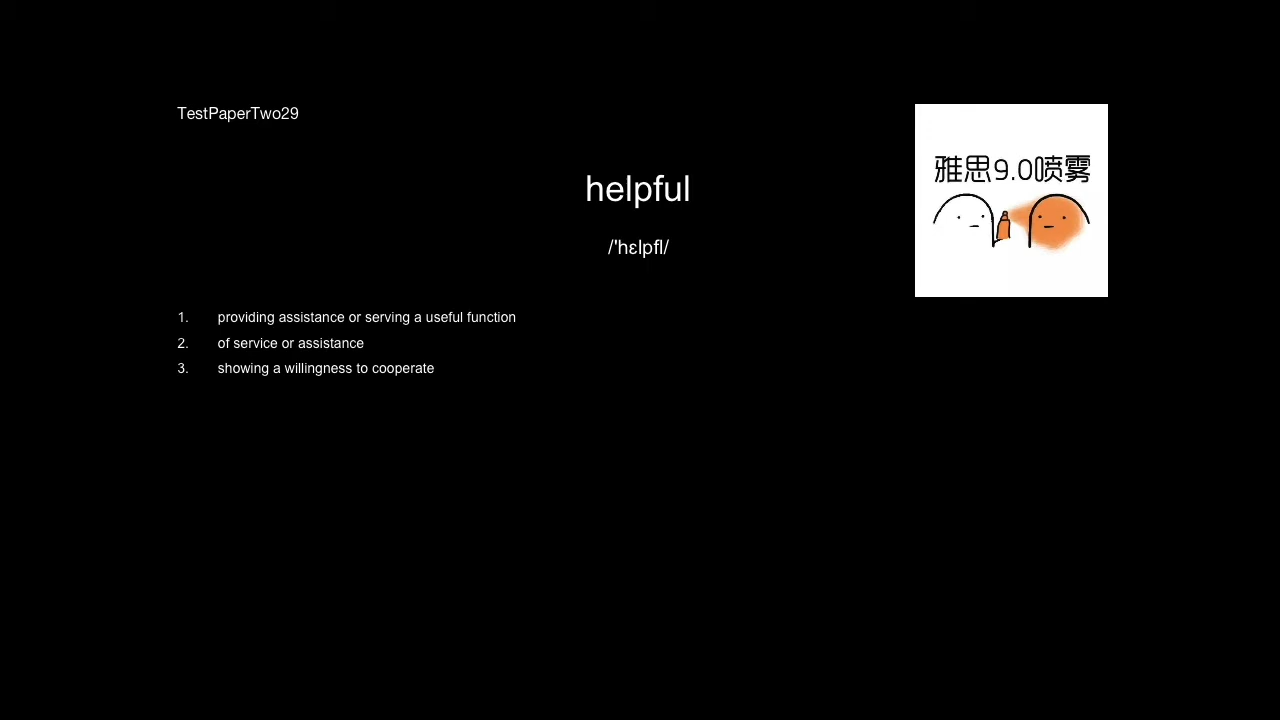 TestPaperTwo29
雅思9.0喷雾
helpful
/'hɛlpfl/
1. providing assistance or serving a useful function
2. of service or assistance
3. showing a willingness to cooperate